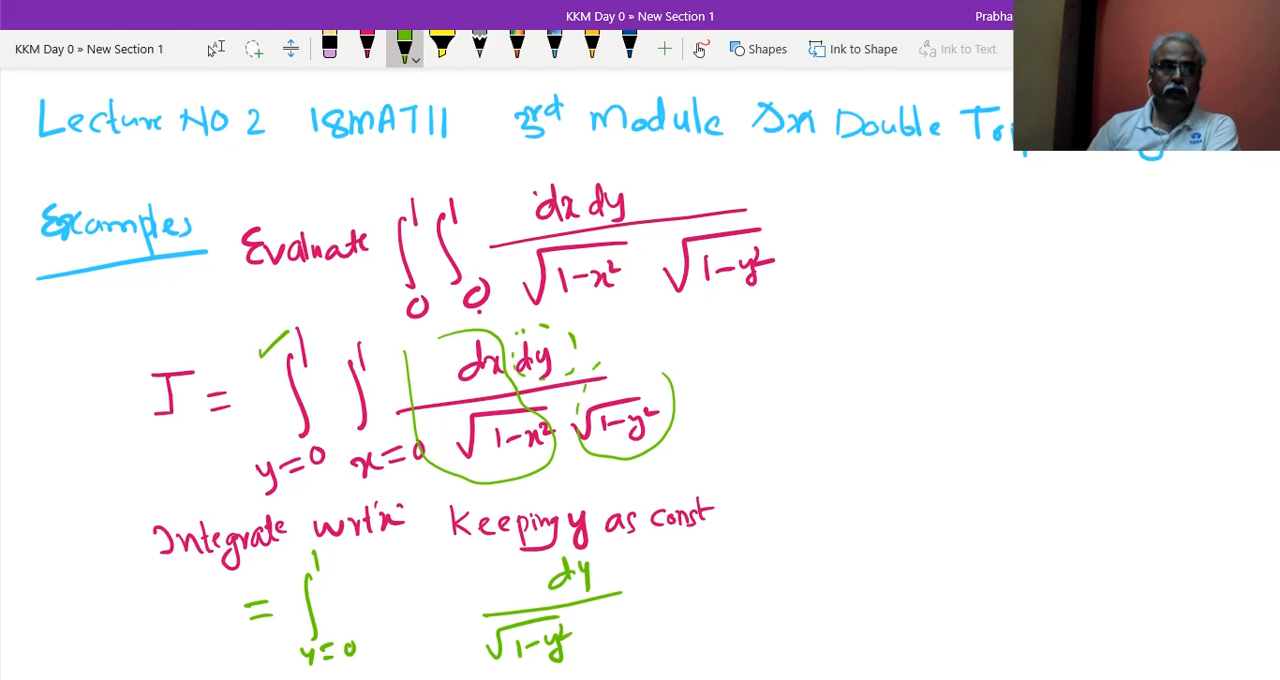 KKM Day 0 » New Section 1
Prabha
KKM Day 0 » New Section 1
Shapes
Ink to Shape
Ink to Text
Lecture No 2 18MAT11 3rd Module Double
Examples
Evaluate ∫₀¹ ∫₀¹ dx dy / √1-x² √1-y²
I = ∫_{y=0}^1 ∫_{x=0}^1 dx dy / √1-x² √1-y²
Integrate wrt 'x' keeping y as const
= ∫_{y=0}^1 dy / √1-y²